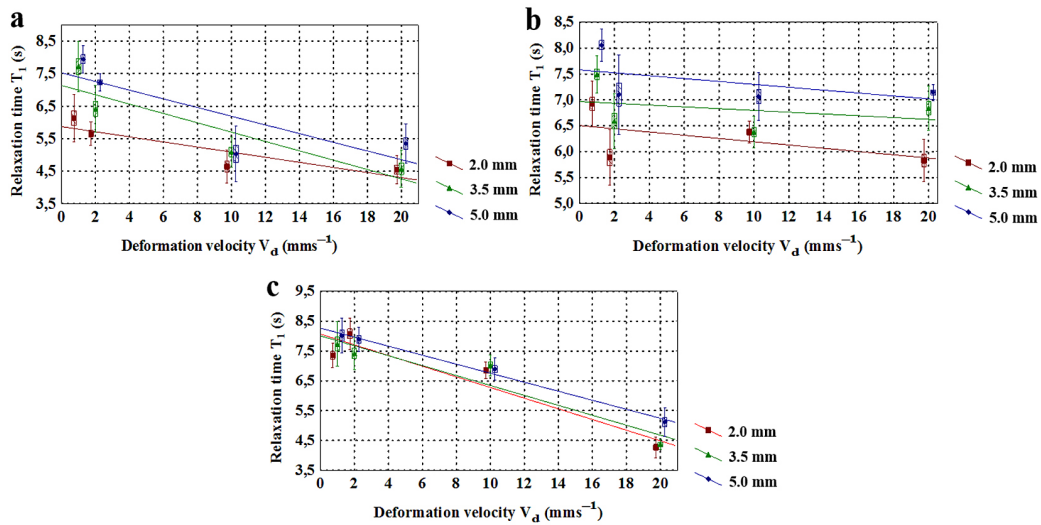 a
Relaxation time T1 (s)
8,5
7,5
6,5
5,5
4,5
3,5
0 2 4 6 8 10 12 14 16 18 20
Deformation velocity Vd (mms−1)
2.0 mm
3.5 mm
5.0 mm
b
Relaxation time T1 (s)
8,5
8,0
7,5
7,0
6,5
6,0
5,5
5,0
0 2 4 6 8 10 12 14 16 18 20
Deformation velocity Vd (mms−1)
2.0 mm
3.5 mm
5.0 mm
c
Relaxation time T1 (s)
9,5
8,5
7,5
6,5
5,5
4,5
3,5
0 2 4 6 8 10 12 14 16 18 20
Deformation velocity Vd (mms−1)
2.0 mm
3.5 mm
5.0 mm